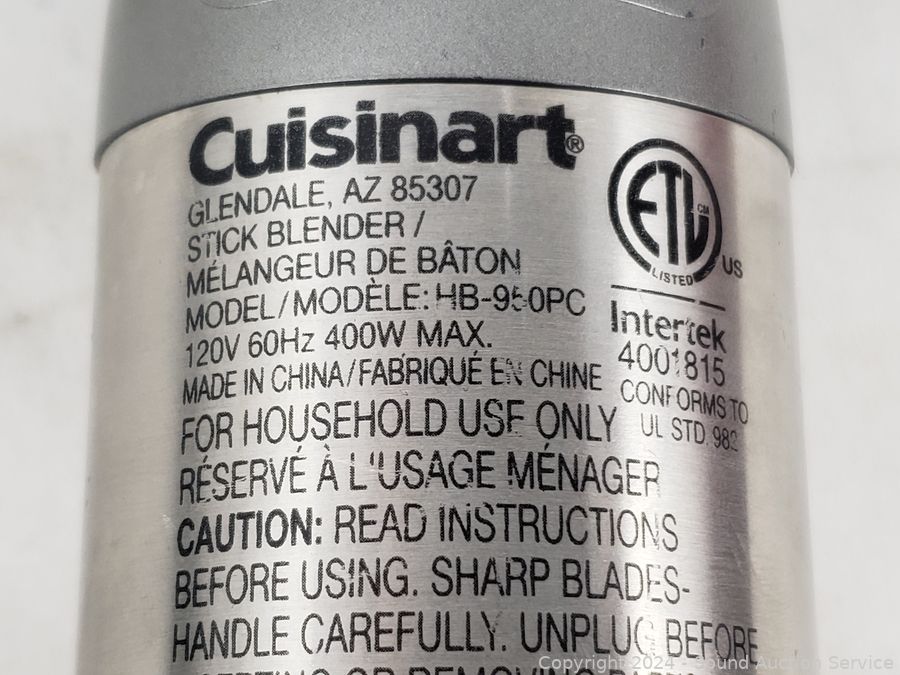 Cuisinart®
GLENDALE, AZ 85307
STICK BLENDER /
MÉLANGEUR DE BÂTON
MODEL/MODÈLE: HB-950PC
120V 60Hz 400W MAX.
MADE IN CHINA/FABRIQUÉ EN CHINE
FOR HOUSEHOLD USE ONLY
RÉSERVÉ À L'USAGE MÉNAGER
CAUTION: READ INSTRUCTIONS
BEFORE USING. SHARP BLADES-
HANDLE CAREFULLY. UNPLUG BEFORE
ETL CM
LISTED US
Intertek
4001815
CONFORMS TO
UL STD. 982
Copyright 2024 - Sound Auction Service